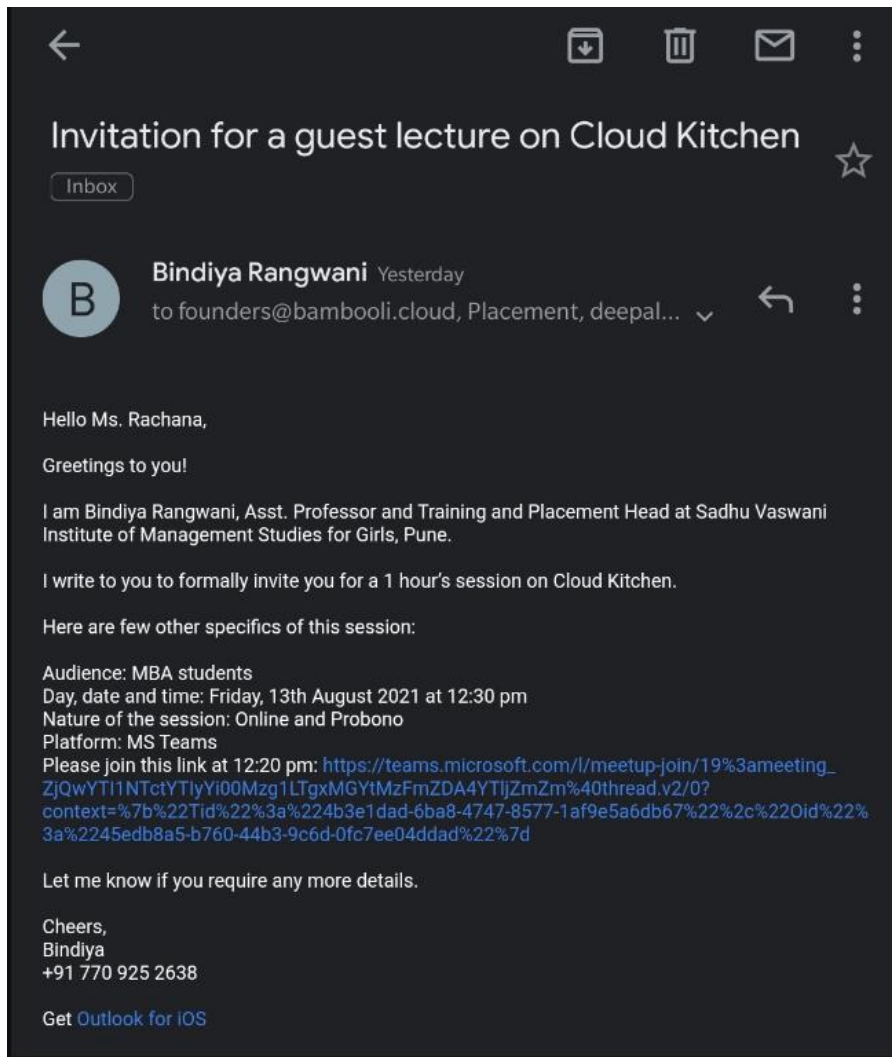 Invitation for a guest lecture on Cloud Kitchen
Inbox
B
Bindiya Rangwani Yesterday
to founders@bambooli.cloud, Placement, deepal...
Hello Ms. Rachana,
Greetings to you!
I am Bindiya Rangwani, Asst. Professor and Training and Placement Head at Sadhu Vaswani
Institute of Management Studies for Girls, Pune.
I write to you to formally invite you for a 1 hour's session on Cloud Kitchen.
Here are few other specifics of this session:
Audience: MBA students
Day, date and time: Friday, 13th August 2021 at 12:30 pm
Nature of the session: Online and Probono
Platform: MS Teams
Please join this link at 12:20 pm: https://teams.microsoft.com/l/meetup-join/19%3ameeting_
ZjQwYTI1NTctYTIyYi00Mzg1LTgxMGYtMzFmZDA4YTljZmZm%40thread.v2/0?
context=%7b%22Tid%22%3a%224b3e1dad-6ba8-4747-8577-1af9e5a6db67%22%2c%22Oid%22%
3a%2245edb8a5-b760-44b3-9c6d-0fc7ee04ddad%22%7d
Let me know if you require any more details.
Cheers,
Bindiya
+91 770 925 2638
Get Outlook for iOS